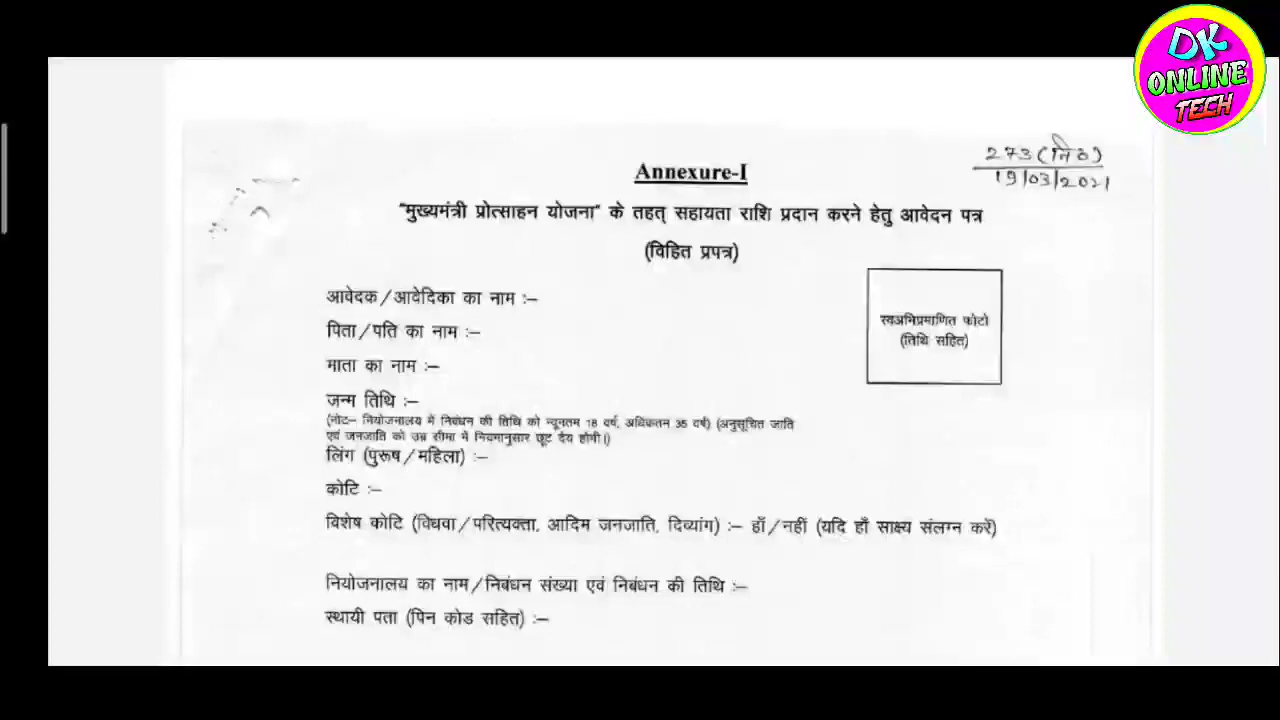 DK
ONLINE
TECH
273(नि०)
19/03/2021
Annexure-I
"मुख्यमंत्री प्रोत्साहन योजना" के तहत् सहायता राशि प्रदान करने हेतु आवेदन पत्र
(विहित प्रपत्र)
आवेदक/आवेदिका का नाम :–
पिता/पति का नाम :–
माता का नाम :–
स्वअभिप्रमाणित फोटो
(तिथि सहित)
जन्म तिथि :–
(नोट– नियोजनालय में निबंधन की तिथि को न्यूनतम 18 वर्ष, अधिकतन 35 वर्ष) (अनुसूचित जाति
एवं जनजाति को उम्र सीमा में नियमानुसार छूट देय होगी।)
लिंग (पुरूष/महिला) :–
कोटि :–
विशेष कोटि (विधवा/परित्यक्ता, आदिम जनजाति, दिव्यांग) :– हाँ/नहीं (यदि हाँ साक्ष्य संलग्न करें)
नियोजनालय का नाम/निबंधन संख्या एवं निबंधन की तिथि :–
स्थायी पता (पिन कोड सहित) :–